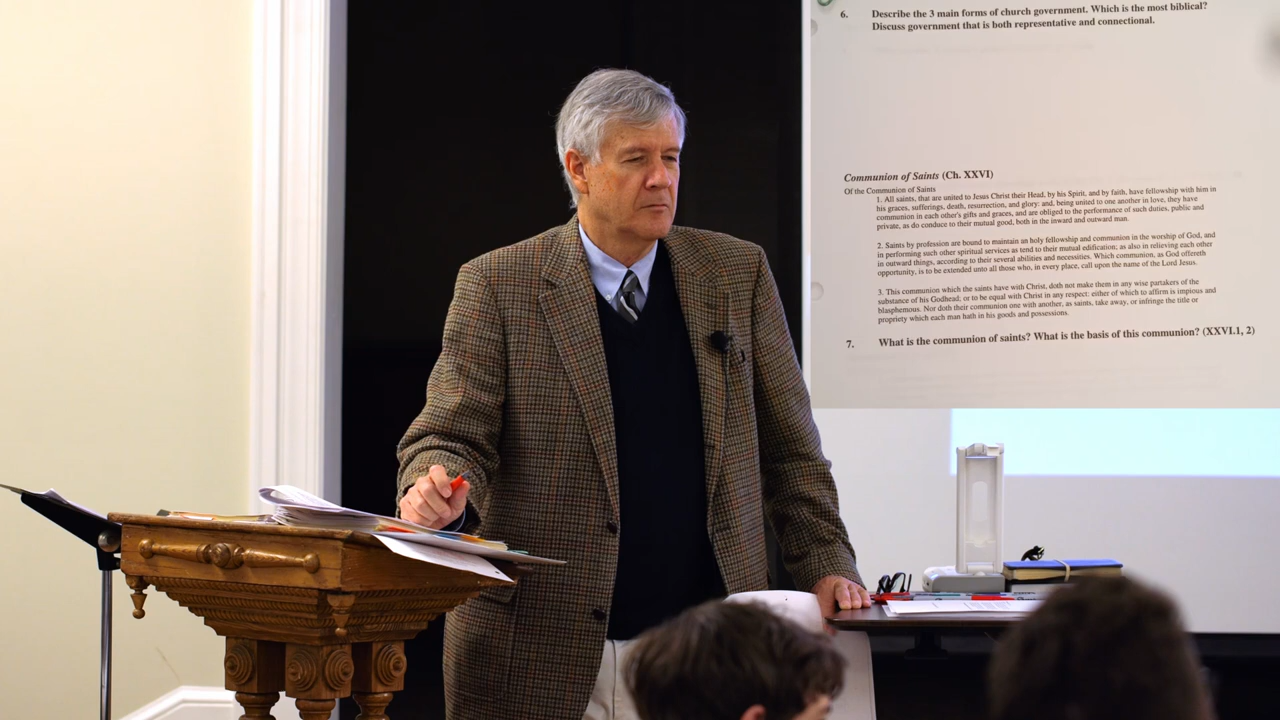 6. Describe the 3 main forms of church government. Which is the most biblical?
Discuss government that is both representative and connectional.
Communion of Saints (Ch. XXVI)
Of the Communion of Saints
1. All saints, that are united to Jesus Christ their Head, by his Spirit, and by faith, have fellowship with him in
his graces, sufferings, death, resurrection, and glory: and, being united to one another in love, they have
communion in each other's gifts and graces, and are obliged to the performance of such duties, public and
private, as do conduce to their mutual good, both in the inward and outward man.
2. Saints by profession are bound to maintain an holy fellowship and communion in the worship of God, and
in performing such other spiritual services as tend to their mutual edification; as also in relieving each other
in outward things, according to their several abilities and necessities. Which communion, as God offereth
opportunity, is to be extended unto all those who, in every place, call upon the name of the Lord Jesus.
3. This communion which the saints have with Christ, doth not make them in any wise partakers of the
substance of his Godhead; or to be equal with Christ in any respect: either of which to affirm is impious and
blasphemous. Nor doth their communion one with another, as saints, take away, or infringe the title or
propriety which each man hath in his goods and possessions.
7. What is the communion of saints? What is the basis of this communion? (XXVI.1, 2)